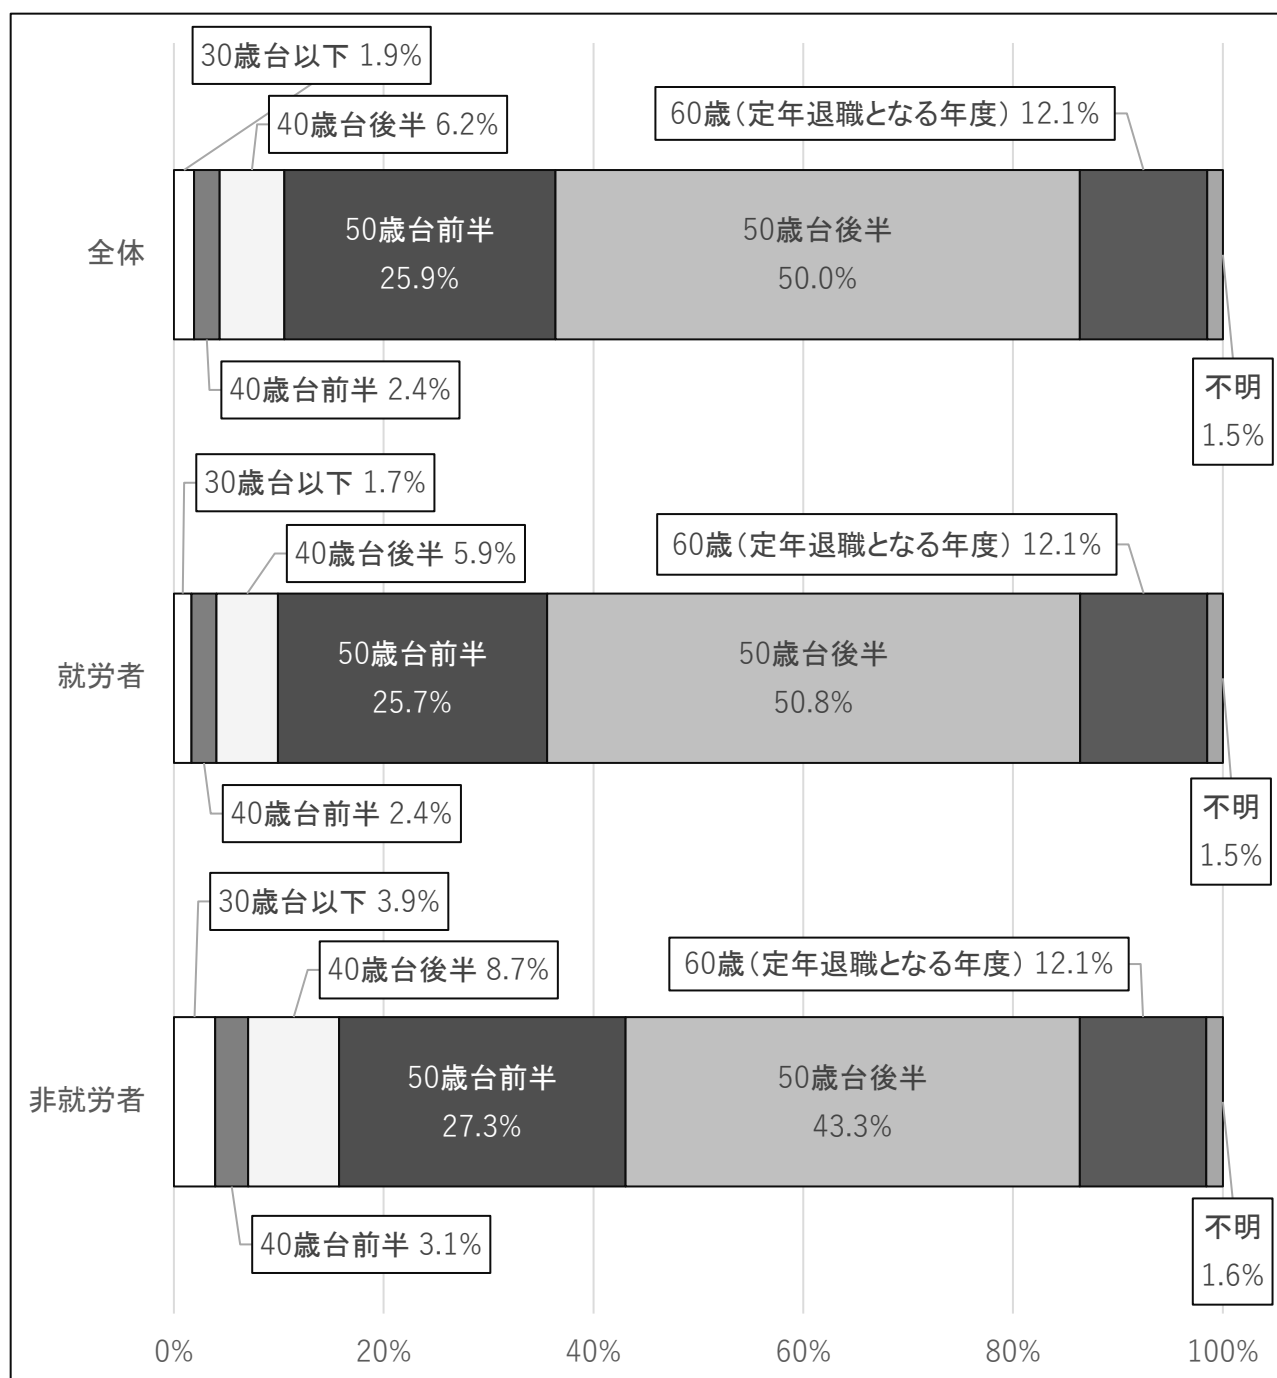 30歳台以下 1.9%
40歳台後半 6.2%
60歳（定年退職となる年度） 12.1%
全体
50歳台前半
25.9%
50歳台後半
50.0%
40歳台前半 2.4%
不明
1.5%
30歳台以下 1.7%
40歳台後半 5.9%
60歳（定年退職となる年度） 12.1%
就労者
50歳台前半
25.7%
50歳台後半
50.8%
40歳台前半 2.4%
不明
1.5%
30歳台以下 3.9%
40歳台後半 8.7%
60歳（定年退職となる年度） 12.1%
非就労者
50歳台前半
27.3%
50歳台後半
43.3%
40歳台前半 3.1%
不明
1.6%
0% 20% 40% 60% 80% 100%